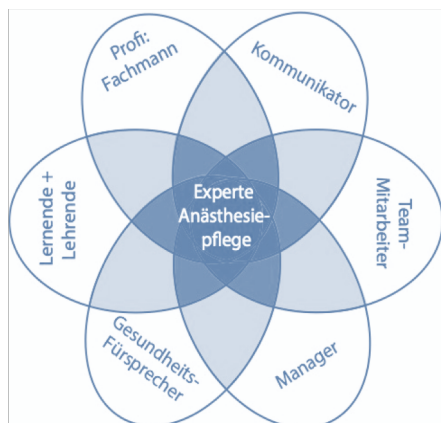 Profi:
Fachmann
Kommunikator
Lernende +
Lehrende
Experte
Anästhesie-
pflege
Team-
Mitarbeiter
Gesundheits-
Fürsprecher
Manager